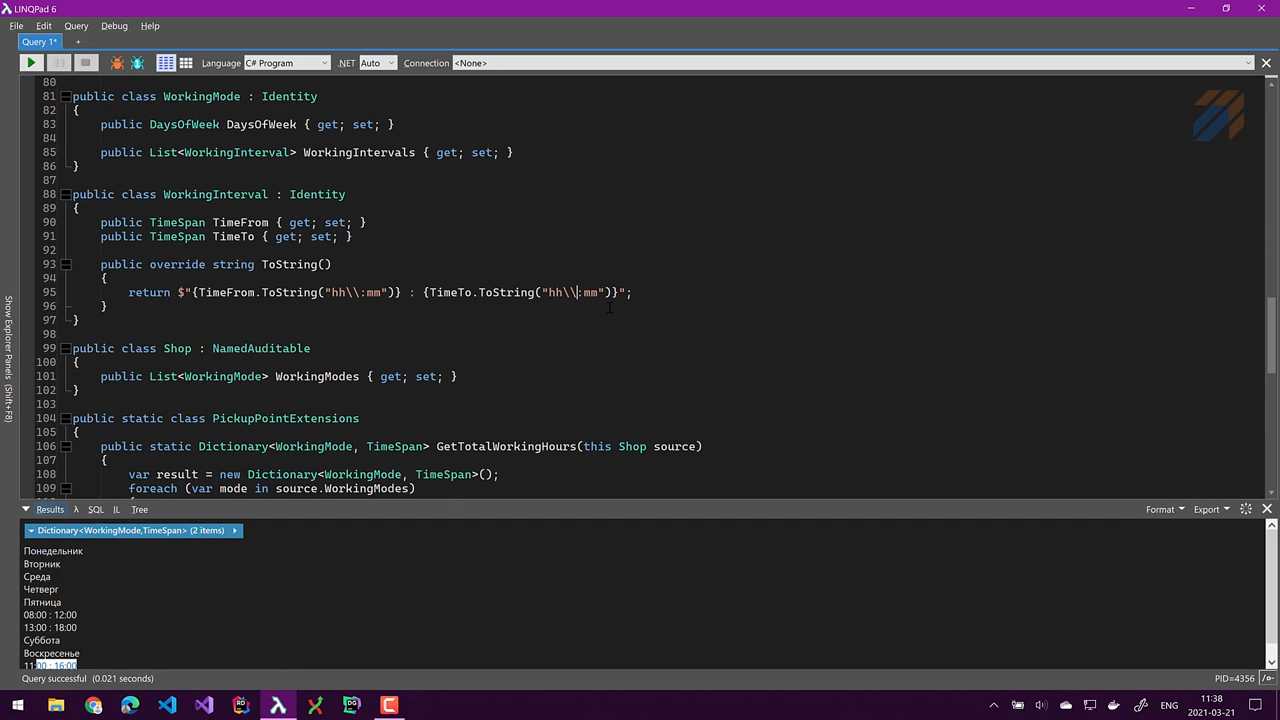 LINQPad 6
File Edit Query Debug Help
Query 1* +
Language C# Program .NET Auto Connection <None>
80
81 public class WorkingMode : Identity
82 {
83 public DaysOfWeek DaysOfWeek { get; set; }
84
85 public List<WorkingInterval> WorkingIntervals { get; set; }
86 }
87
88 public class WorkingInterval : Identity
89 {
90 public TimeSpan TimeFrom { get; set; }
91 public TimeSpan TimeTo { get; set; }
92
93 public override string ToString()
94 {
95 return $"{TimeFrom.ToString("hh\\:mm")} : {TimeTo.ToString("hh\\:mm")}";
96 }
97 }
98
99 public class Shop : NamedAuditable
100 {
101 public List<WorkingMode> WorkingModes { get; set; }
102 }
103
104 public static class PickupPointExtensions
105 {
106 public static Dictionary<WorkingMode, TimeSpan> GetTotalWorkingHours(this Shop source)
107 {
108 var result = new Dictionary<WorkingMode, TimeSpan>();
109 foreach (var mode in source.WorkingModes)
Show Explorer Panels (Shift+F8)
Results λ SQL IL Tree Format Export
Dictionary<WorkingMode,TimeSpan> (2 items)
Понедельник
Вторник
Среда
Четверг
Пятница
08:00 : 12:00
13:00 : 18:00
Суббота
Воскресенье
11:00 : 16:00
Query successful (0.021 seconds) PID=4356 /o-
ENG 11:38
2021-03-21